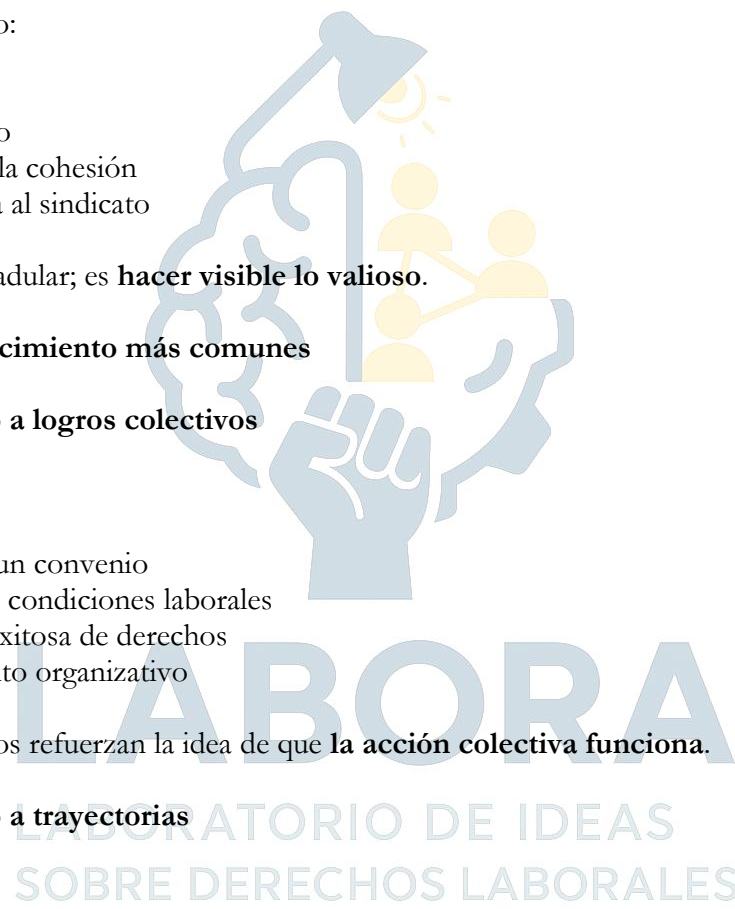 o:
o
la cohesión
a al sindicato
adular; es hacer visible lo valioso.
cimiento más comunes
o a logros colectivos
un convenio
condiciones laborales
xitosa de derechos
to organizativo
os refuerzan la idea de que la acción colectiva funciona.
o a trayectorias
LABORA
LABORATORIO DE IDEAS
SOBRE DERECHOS LABORALES